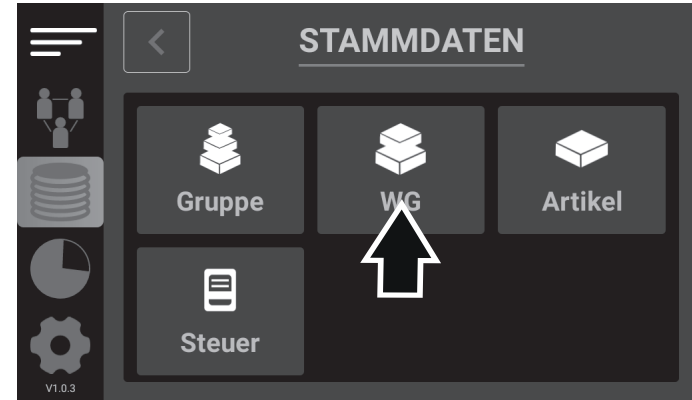 STAMMDATEN
Gruppe
WG
Artikel
Steuer
V1.0.3